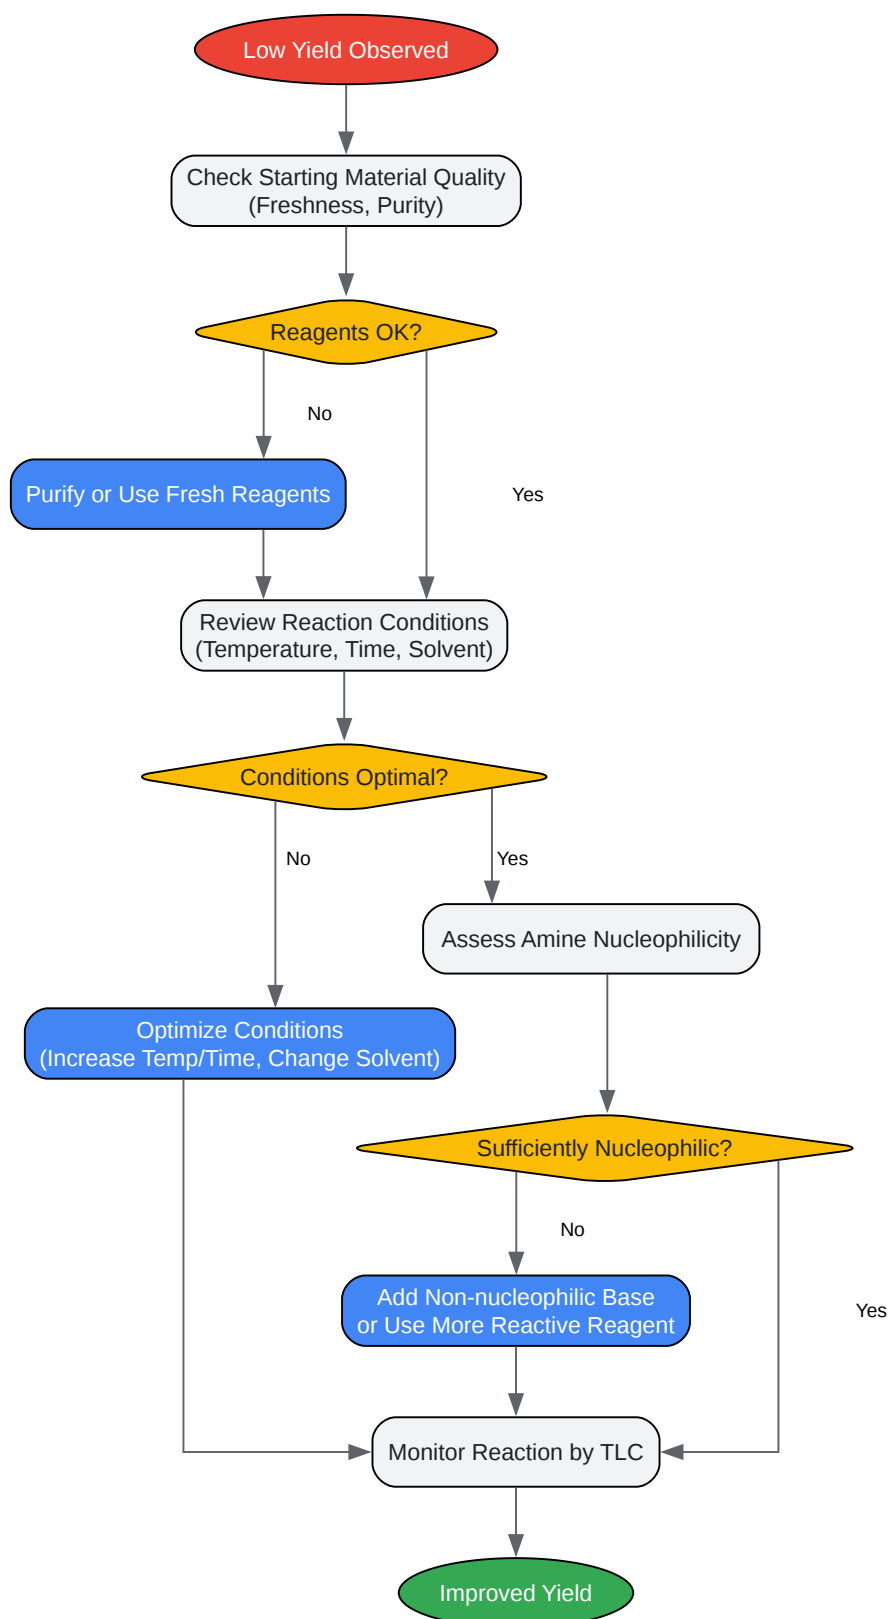 Low Yield Observed
Check Starting Material Quality
(Freshness, Purity)
Reagents OK?
No
Purify or Use Fresh Reagents
Yes
Review Reaction Conditions
(Temperature, Time, Solvent)
Conditions Optimal?
No
Yes
Assess Amine Nucleophilicity
Optimize Conditions
(Increase Temp/Time, Change Solvent)
Sufficiently Nucleophilic?
No
Add Non-nucleophilic Base
or Use More Reactive Reagent
Yes
Monitor Reaction by TLC
Improved Yield